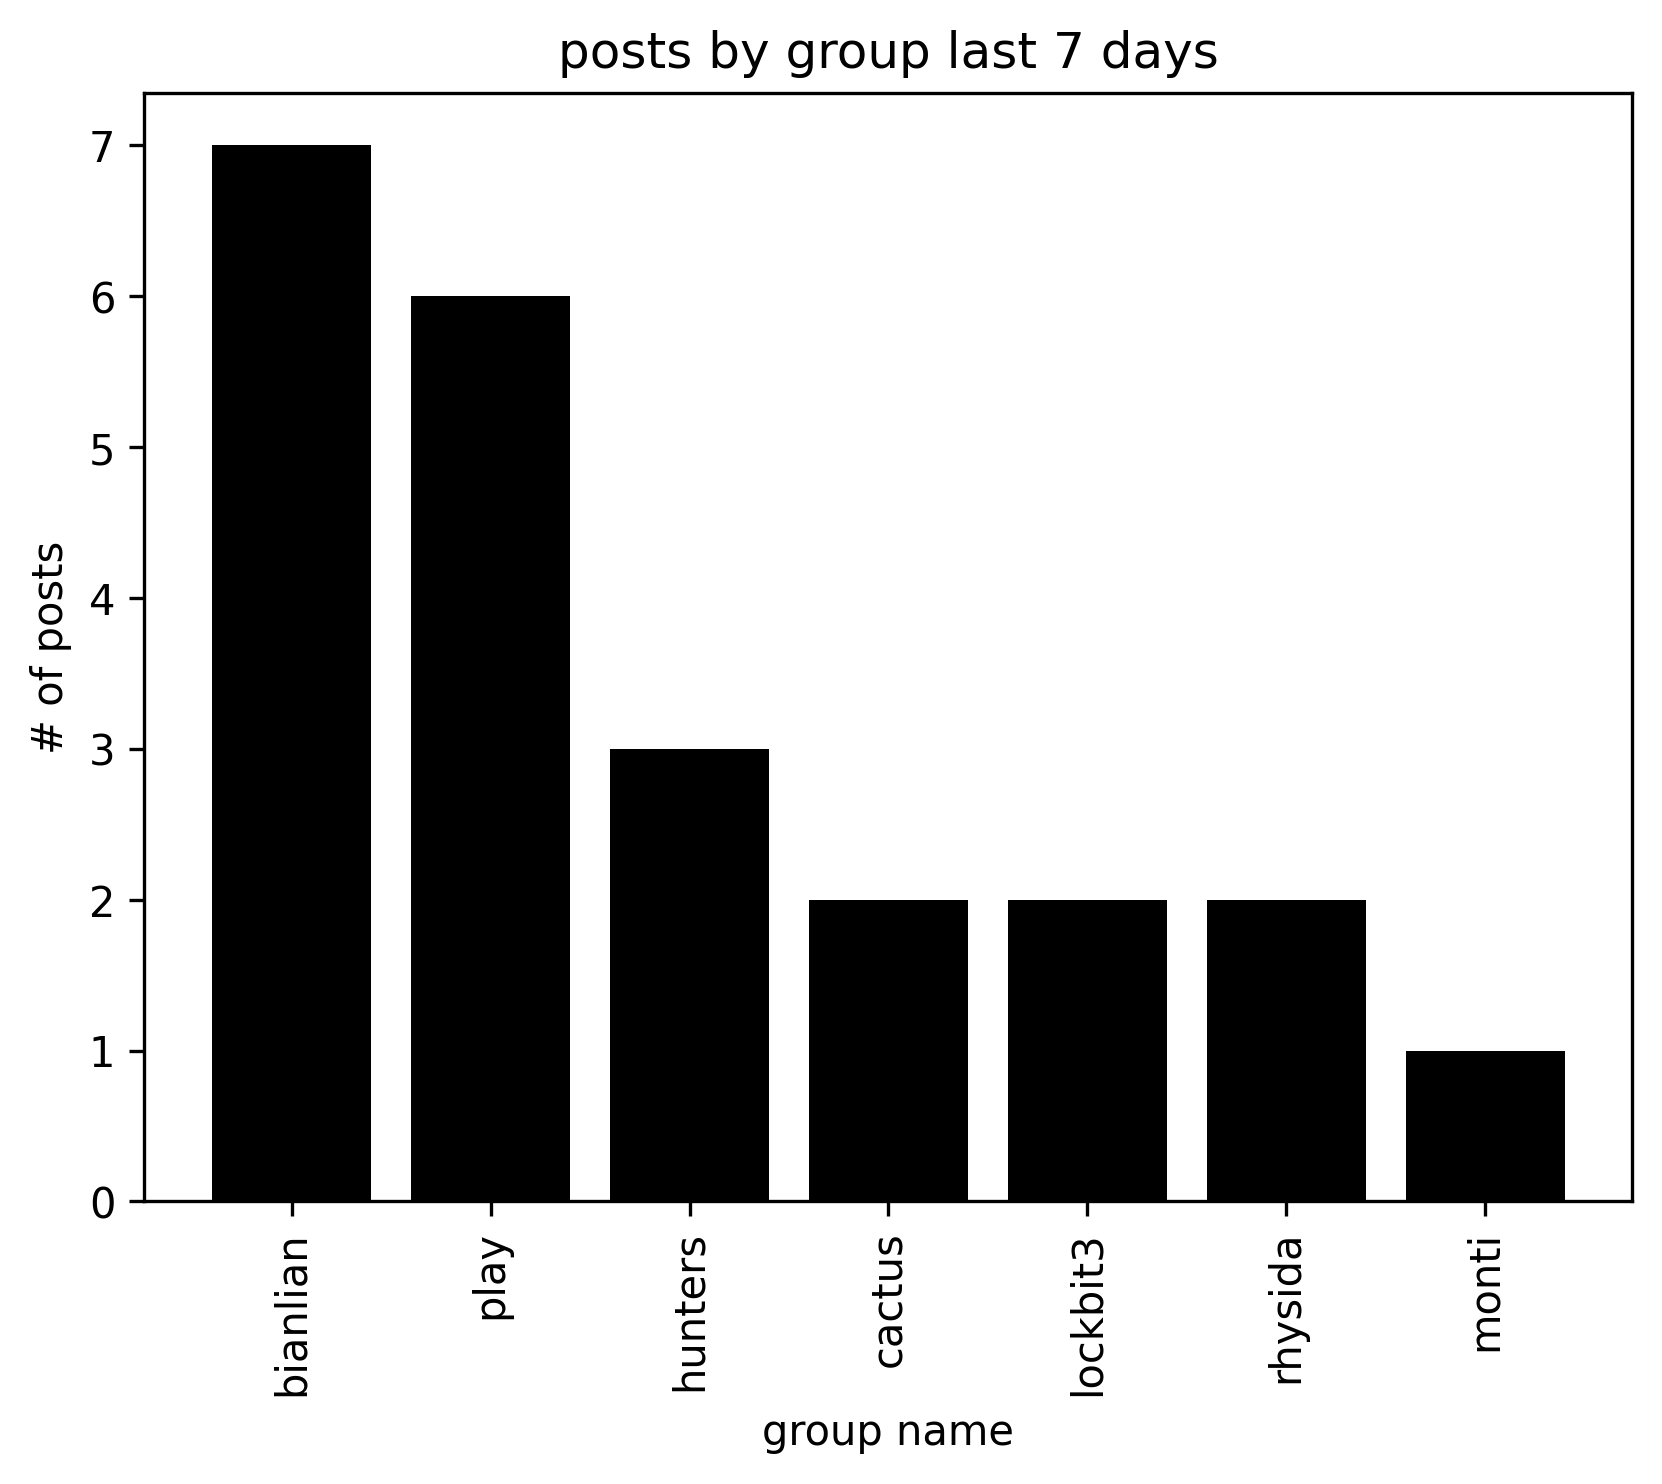 posts by group last 7 days
7
6
5
4
3
2
1
0
# of posts
bianlian
play
hunters
cactus
lockbit3
rhysida
monti
group name